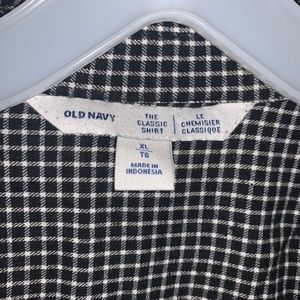 OLD NAVY
THE
CLASSIC
SHIRT
LE
CHEMISIER
CLASSIQUE
XL
TG
MADE IN
INDONESIA